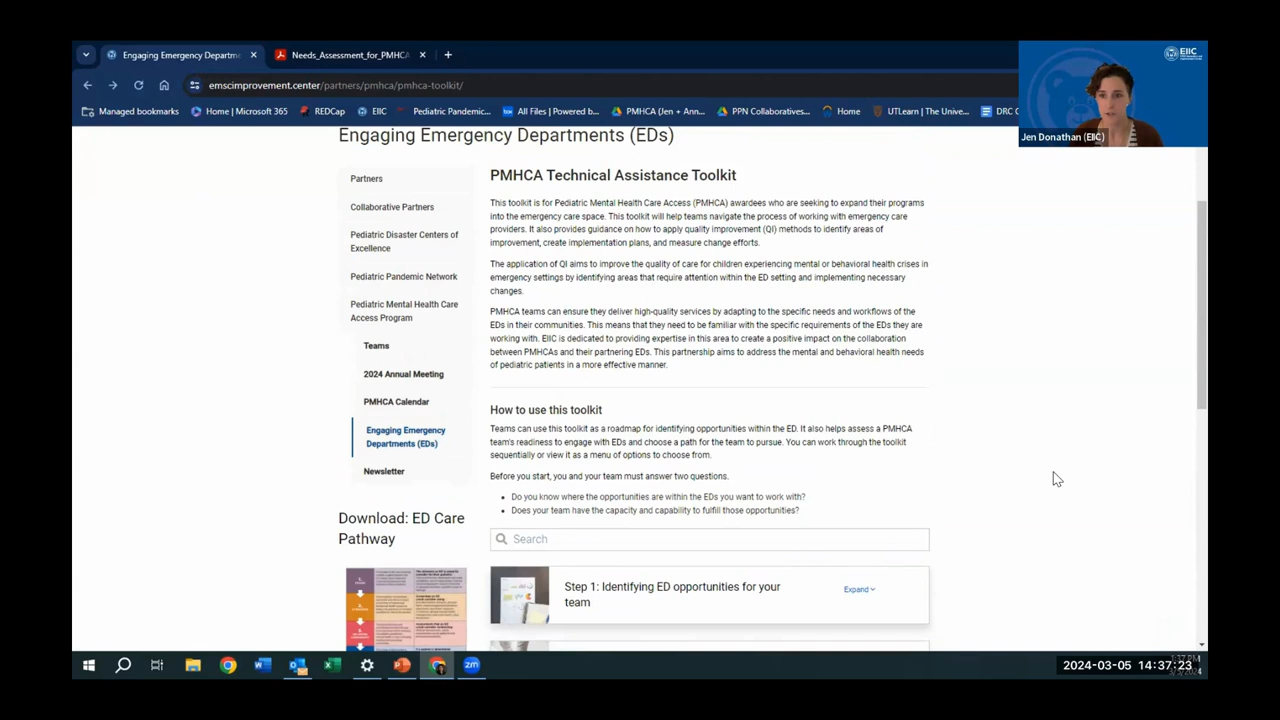 Engaging Emergency Departme
Needs_Assessment_for_PMHCA
emscimprovement.center/partners/pmhca/pmhca-toolkit/
Managed bookmarks
Home | Microsoft 365
REDCap
EIIC
Pediatric Pandemic...
All Files | Powered b...
PMHCA (Jen + Ann...
PPN Collaboratives...
Home
UTLearn | The Unive...
DRC
EIIC
Jen Donathan (EIIC)
Engaging Emergency Departments (EDs)
Partners
Collaborative Partners
Pediatric Disaster Centers of
Excellence
Pediatric Pandemic Network
Pediatric Mental Health Care
Access Program
Teams
2024 Annual Meeting
PMHCA Calendar
Engaging Emergency
Departments (EDs)
Newsletter
Download: ED Care
Pathway
PMHCA Technical Assistance Toolkit
This toolkit is for Pediatric Mental Health Care Access (PMHCA) awardees who are seeking to expand their programs
into the emergency care space. This toolkit will help teams navigate the process of working with emergency care
providers. It also provides guidance on how to apply quality improvement (QI) methods to identify areas of
improvement, create implementation plans, and measure change efforts.
The application of QI aims to improve the quality of care for children experiencing mental or behavioral health crises in
emergency settings by identifying areas that require attention within the ED setting and implementing necessary
changes.
PMHCA teams can ensure they deliver high-quality services by adapting to the specific needs and workflows of the
EDs in their communities. This means that they need to be familiar with the specific requirements of the EDs they are
working with. EIIC is dedicated to providing expertise in this area to create a positive impact on the collaboration
between PMHCAs and their partnering EDs. This partnership aims to address the mental and behavioral health needs
of pediatric patients in a more effective manner.
How to use this toolkit
Teams can use this toolkit as a roadmap for identifying opportunities within the ED. It also helps assess a PMHCA
team's readiness to engage with EDs and choose a path for the team to pursue. You can work through the toolkit
sequentially or view it as a menu of options to choose from.
Before you start, you and your team must answer two questions.
• Do you know where the opportunities are within the EDs you want to work with?
• Does your team have the capacity and capability to fulfill those opportunities?
Search
Step 1: Identifying ED opportunities for your
team
Expand
zm
2024-03-05 14:37:23